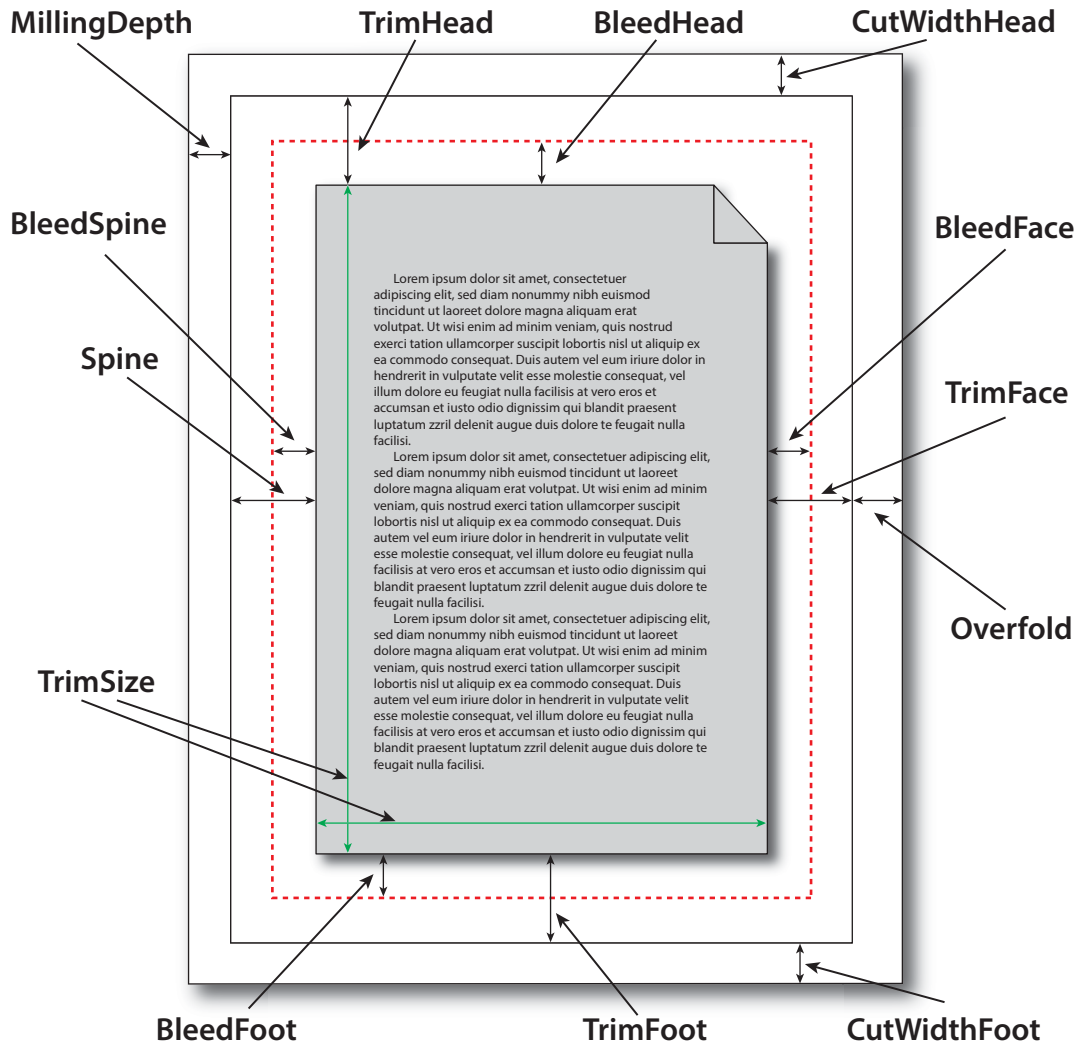 MillingDepth
TrimHead
BleedHead
CutWidthHead
BleedSpine
BleedFace
Spine
TrimFace
Overfold
TrimSize
Lorem ipsum dolor sit amet, consectetuer
adipiscing elit, sed diam nonummy nibh euismod
tincidunt ut laoreet dolore magna aliquam erat
volutpat. Ut wisi enim ad minim veniam, quis nostrud
exerci tation ullamcorper suscipit lobortis nisl ut aliquip ex
ea commodo consequat. Duis autem vel eum iriure dolor in
hendrerit in vulputate velit esse molestie consequat, vel
illum dolore eu feugiat nulla facilisis at vero eros et
accumsan et iusto odio dignissim qui blandit praesent
luptatum zzril delenit augue duis dolore te feugait nulla
facilisi.
Lorem ipsum dolor sit amet, consectetuer adipiscing elit,
sed diam nonummy nibh euismod tincidunt ut laoreet
dolore magna aliquam erat volutpat. Ut wisi enim ad minim
veniam, quis nostrud exerci tation ullamcorper suscipit
lobortis nisl ut aliquip ex ea commodo consequat. Duis
autem vel eum iriure dolor in hendrerit in vulputate velit
esse molestie consequat, vel illum dolore eu feugiat nulla
facilisis at vero eros et accumsan et iusto odio dignissim qui
blandit praesent luptatum zzril delenit augue duis dolore te
feugait nulla facilisi.
Lorem ipsum dolor sit amet, consectetuer adipiscing elit,
sed diam nonummy nibh euismod tincidunt ut laoreet
dolore magna aliquam erat volutpat. Ut wisi enim ad minim
veniam, quis nostrud exerci tation ullamcorper suscipit
lobortis nisl ut aliquip ex ea commodo consequat. Duis
autem vel eum iriure dolor in hendrerit in vulputate velit
esse molestie consequat, vel illum dolore eu feugiat nulla
facilisis at vero eros et accumsan et iusto odio dignissim qui
blandit praesent luptatum zzril delenit augue duis dolore te
feugait nulla facilisi.
BleedFoot
TrimFoot
CutWidthFoot